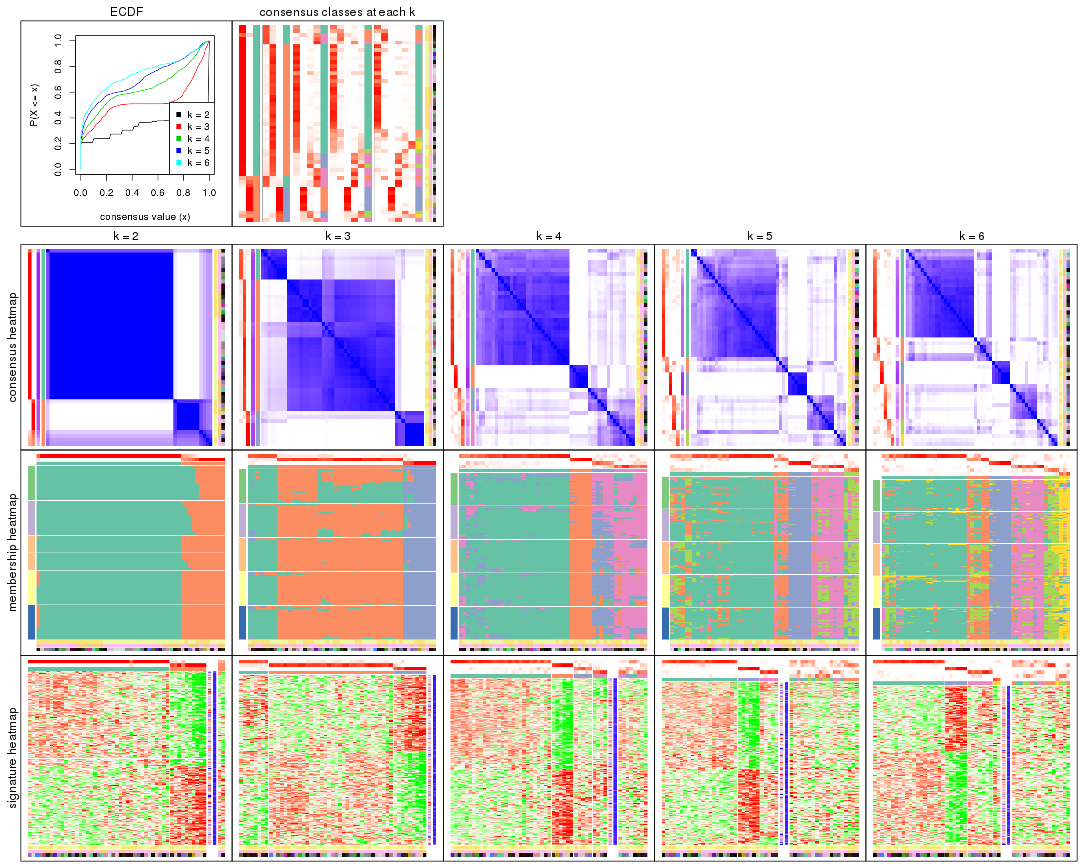 ECDF
consensus classes at each k
P(X <= x)
0.0
0.2
0.4
0.6
0.8
1.0
k = 2
k = 3
k = 4
k = 5
k = 6
0.0 0.2 0.4 0.6 0.8 1.0
consensus value (x)
k = 2
k = 3
k = 4
k = 5
k = 6
consensus heatmap
membership heatmap
signature heatmap